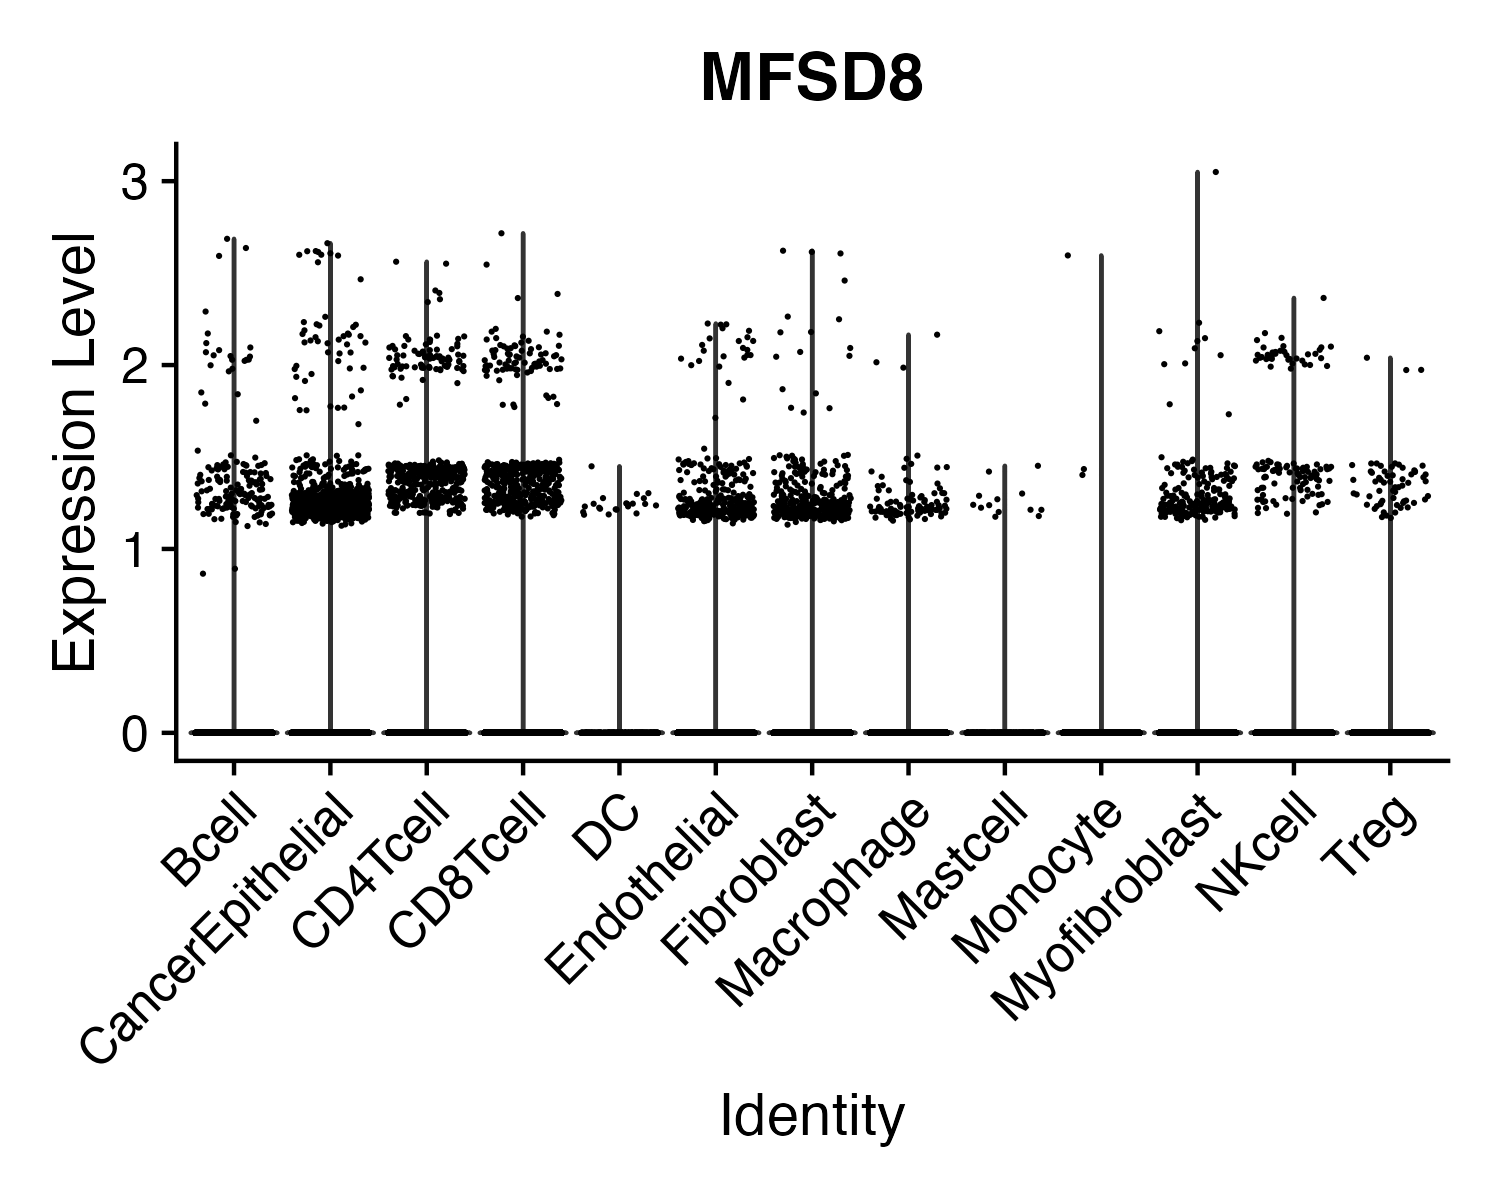 MFSD8
Expression Level
3
2
1
0
Bcell
CancerEpithelial
CD4Tcell
CD8Tcell
DC
Endothelial
Fibroblast
Macrophage
Mastcell
Monocyte
Myofibroblast
NKcell
Treg
Identity